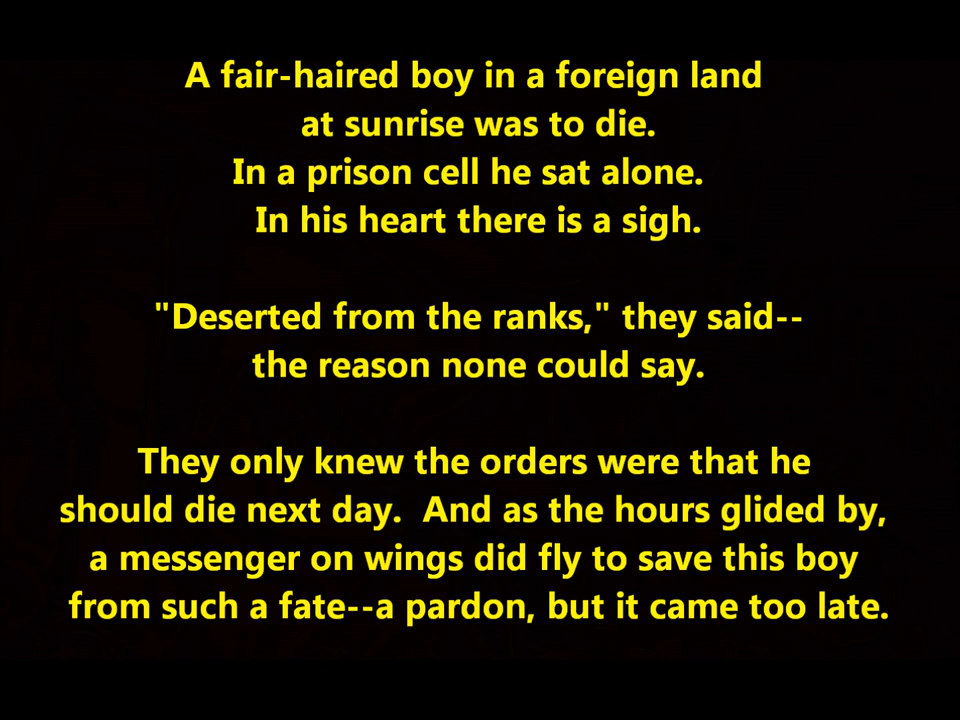 A fair-haired boy in a foreign land
at sunrise was to die.
In a prison cell he sat alone.
In his heart there is a sigh.
"Deserted from the ranks," they said--
the reason none could say.
They only knew the orders were that he
should die next day.  And as the hours glided by,
a messenger on wings did fly to save this boy
from such a fate--a pardon, but it came too late.